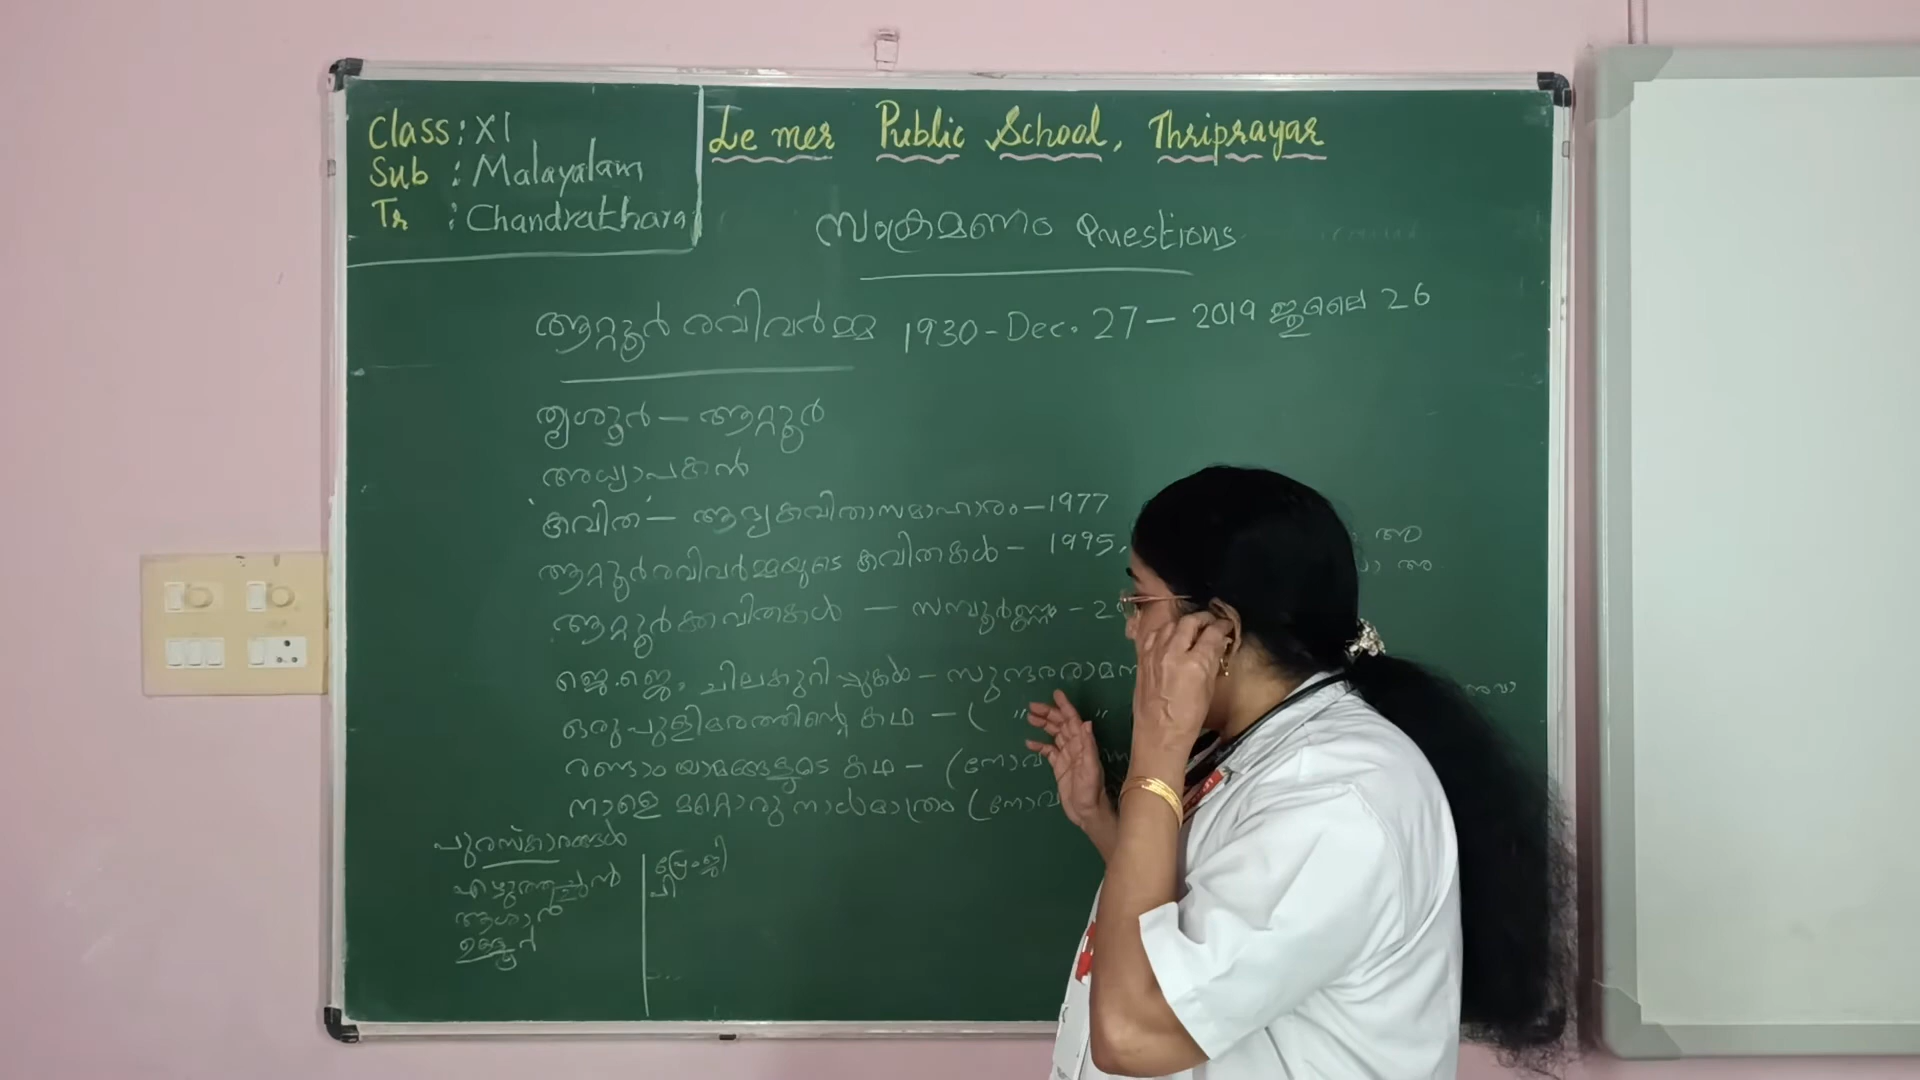 Class: XI
Sub : Malayalam
Tr : Chandrathara
Le mer Public School, Thriprayar
സംക്രമണം Questions
ആറ്റൂർ രവിവർമ്മ 1930-Dec. 27 — 2019 ജൂലൈ 26
തൃശൂർ — ആറ്റൂർ
അധ്യാപകൻ
'കവിത' — ആദ്യകവിതാസമാഹാരം — 1977
ആറ്റൂർരവിവർമ്മയുടെ കവിതകൾ — 1995,
ആറ്റൂർക്കവിതകൾ — സമ്പൂർണ്ണം - 2
ജെ.ജെ, ചിലകുറിപ്പുകൾ — സുന്ദരരാമസ
ഒരുപുളിമരത്തിന്റെ കഥ — ( " "
രണ്ടാം യാമങ്ങളുടെ കഥ — (നോവ
നാളെ മറ്റൊരു നാൾമാത്രം (നോവ
പുരസ്കാരങ്ങൾ
എഴുത്തച്ഛൻ
ആശാൻ
ഉള്ളൂർ
പ്രേംജി
പി